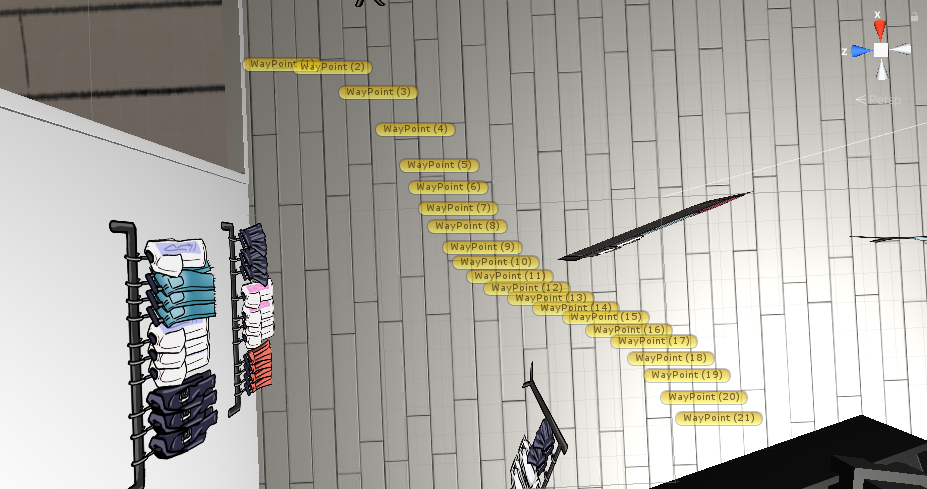 x
z
Persp
WayPoint (1)
WayPoint (2)
WayPoint (3)
WayPoint (4)
WayPoint (5)
WayPoint (6)
WayPoint (7)
WayPoint (8)
WayPoint (9)
WayPoint (10)
WayPoint (11)
WayPoint (12)
WayPoint (13)
WayPoint (14)
WayPoint (15)
WayPoint (16)
WayPoint (17)
WayPoint (18)
WayPoint (19)
WayPoint (20)
WayPoint (21)